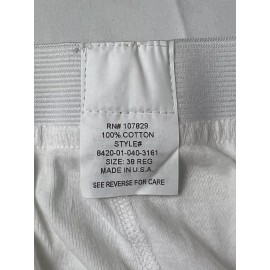 RN# 107829
100% COTTON
STYLE#
8420-01-040-3161
SIZE: 38 REG
MADE IN U.S.A.
SEE REVERSE FOR CARE